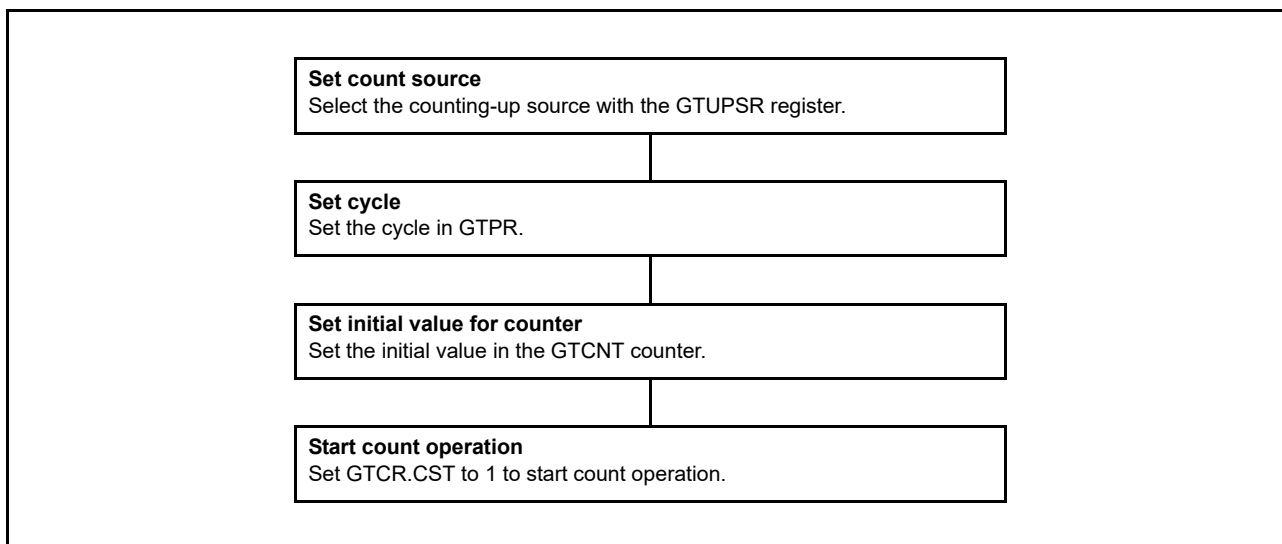 Set count source
Select the counting-up source with the GTUPSR register.
Set cycle
Set the cycle in GTPR.
Set initial value for counter
Set the initial value in the GTCNT counter.
Start count operation
Set GTCR.CST to 1 to start count operation.